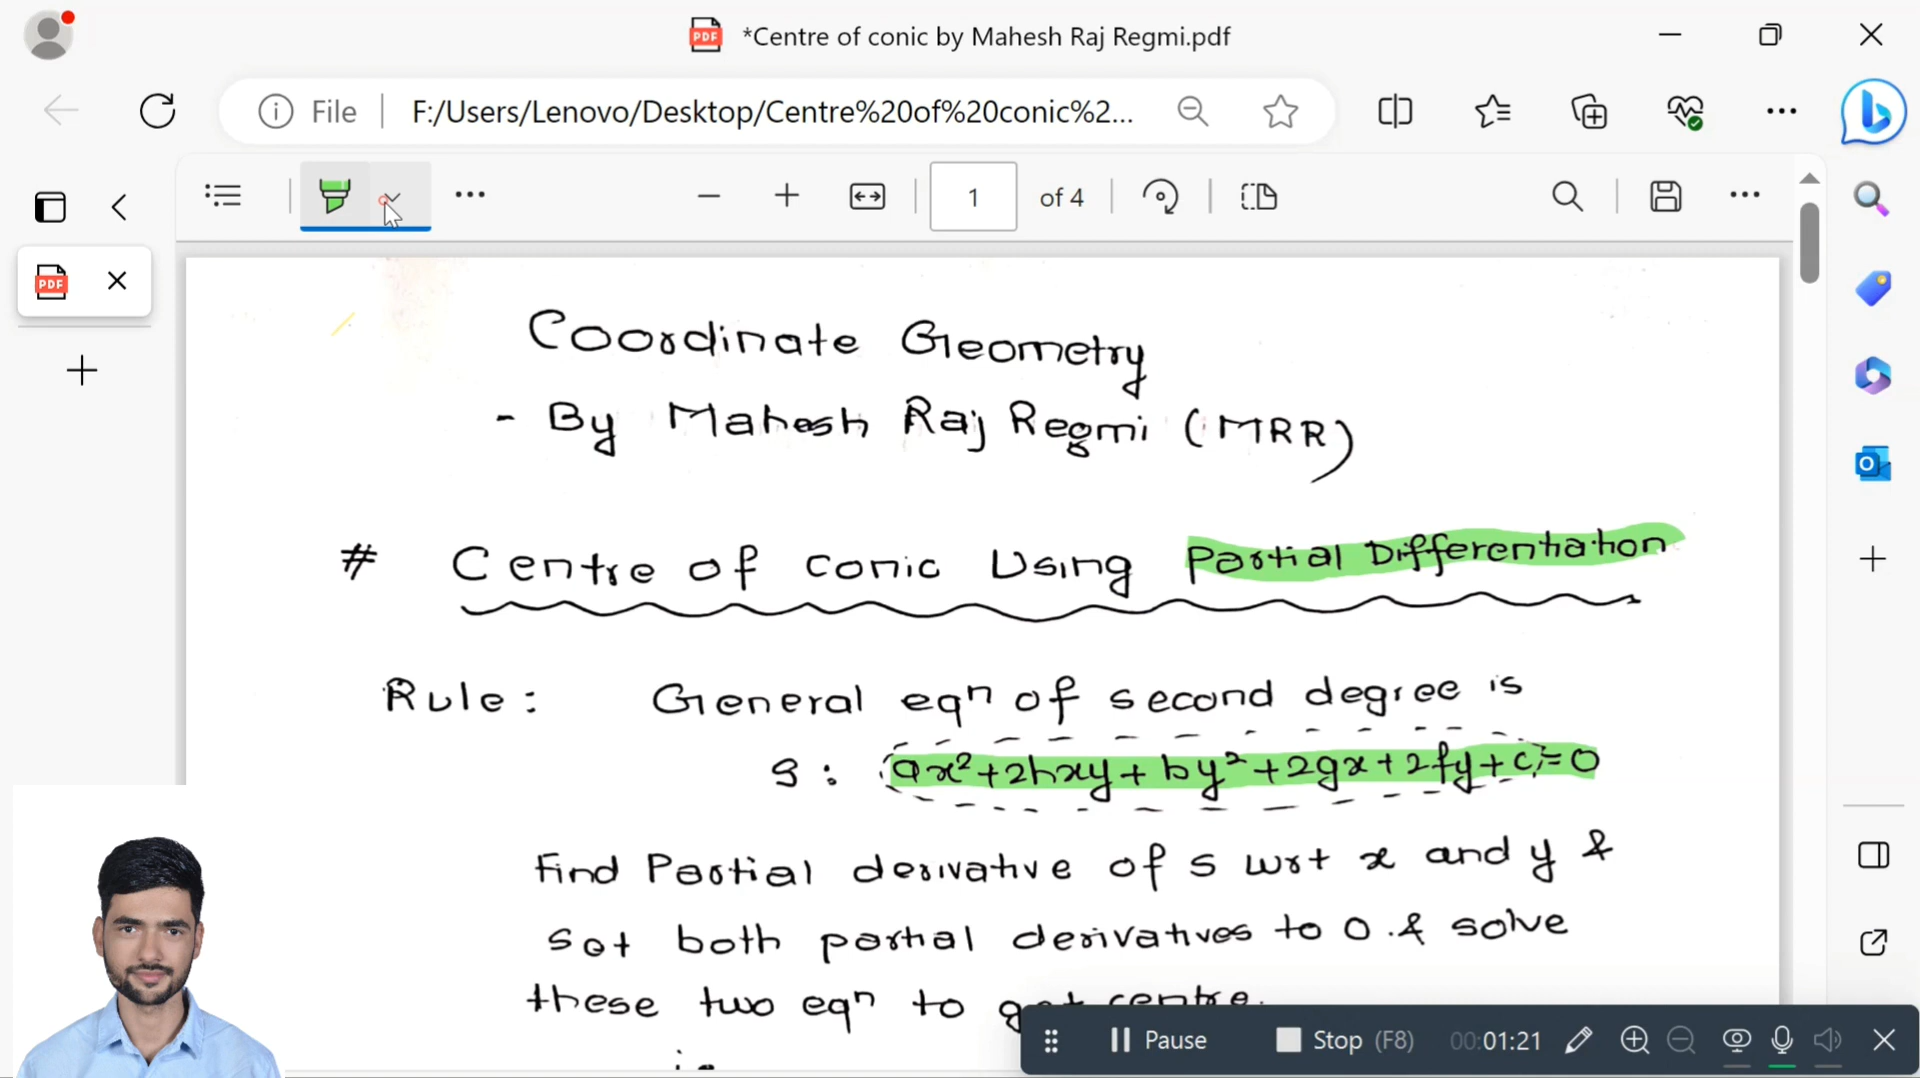 *Centre of conic by Mahesh Raj Regmi.pdf
File
F:/Users/Lenovo/Desktop/Centre%20of%20conic%2...
1 of 4
PDF
Coordinate Geometry
- By Mahesh Raj Regmi (MRR)
# Centre of conic Using Partial Differentiation
Rule: General eqⁿ of second degree is
S: ax²+2hxy+by²+2gx+2fy+c=0
Find Partial derivative of S wrt x and y &
set both partial derivatives to 0 & solve
these two eqⁿ to get centre.
Pause Stop (F8) 00:01:21